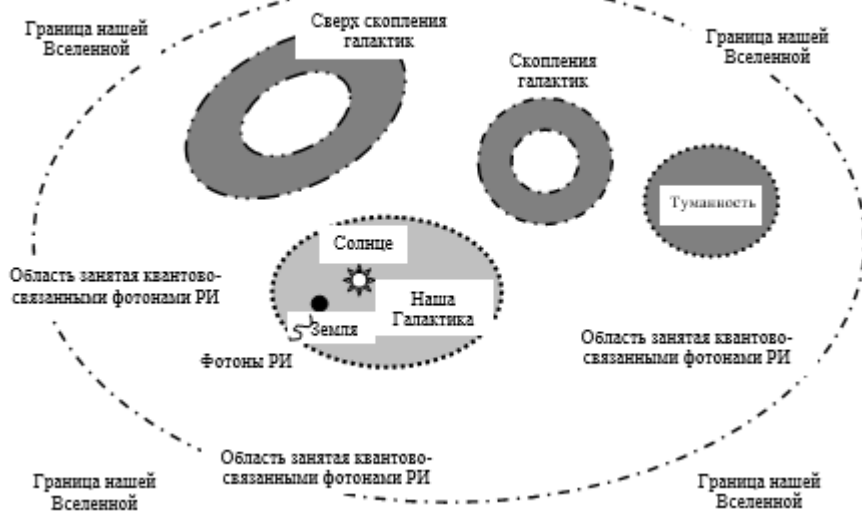 Граница нашей
Вселенной
Сверх скопления
галактик
Граница нашей
Вселенной
Скопления
галактик
Туманность
Солнце
Область занятая квантово-
связанными фотонами РИ
Наша
Галактика
Земля
Фотоны РИ
Область занятая квантово-
связанными фотонами РИ
Область занятая квантово-
связанными фотонами РИ
Граница нашей
Вселенной
Граница нашей
Вселенной